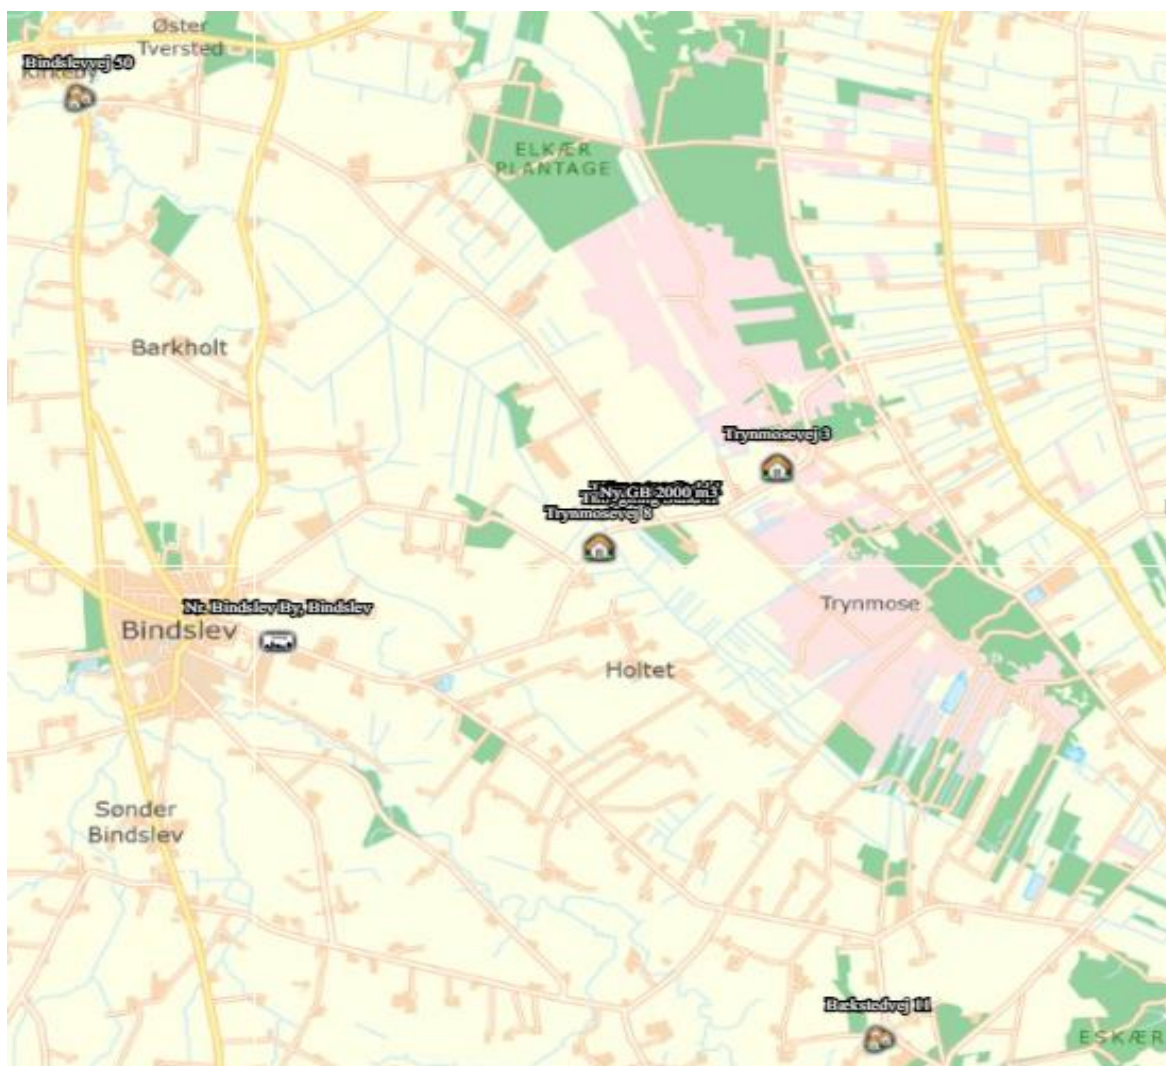 Øster
Tversted
Bindslevvej 50
Kirkeby
ELKÆR
PLANTAGE
Barkholt
Trynmosevej 3
Ny GB 2000 m3
Trynmosevej 8
Trynmose
Nr. Bindslev By, Bindslev
Bindslev
Holtet
Sønder
Bindslev
Bækstedvej 11
ESKÆR